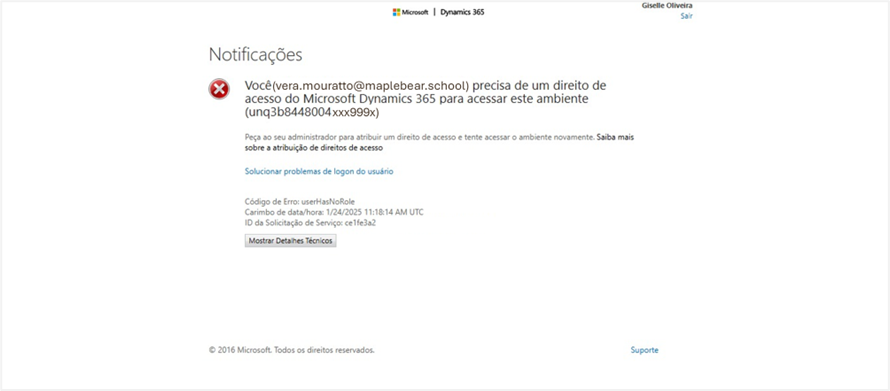 Microsoft | Dynamics 365
Giselle Oliveira
Sair
Notificações
Você(vera.mouratto@maplebear.school) precisa de um direito de
acesso do Microsoft Dynamics 365 para acessar este ambiente
(unq3b8448004xxx999x)
Peça ao seu administrador para atribuir um direito de acesso e tente acessar o ambiente novamente. Saiba mais
sobre a atribuição de direitos de acesso
Solucionar problemas de logon do usuário
Código de Erro: userHasNoRole
Carimbo de data/hora: 1/24/2025 11:18:14 AM UTC
ID da Solicitação de Serviço: ce1fe3a2
Mostrar Detalhes Técnicos
© 2016 Microsoft. Todos os direitos reservados.
Suporte